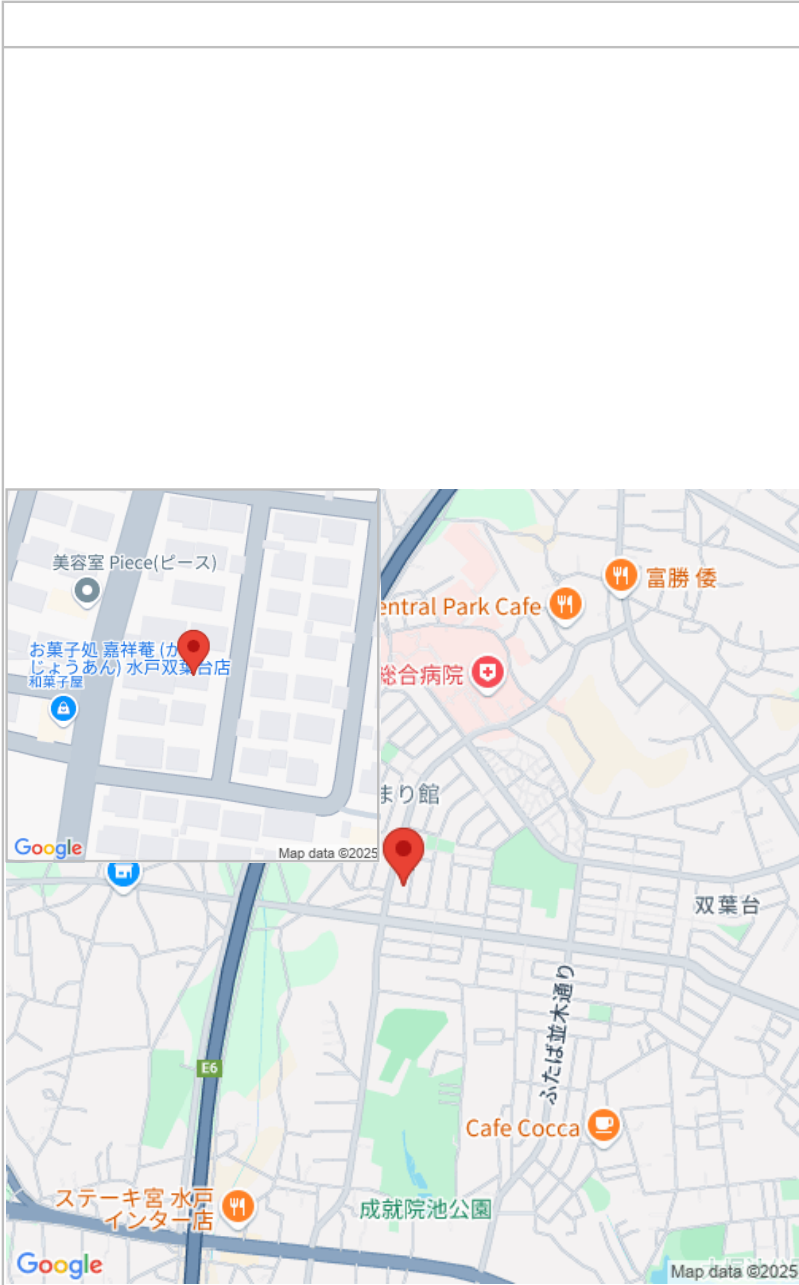 美容室 Piece(ピース)
お菓子処 嘉祥菴 (か
じょうあん) 水戸双葉台店
和菓子屋
Google
Map data ©2025
富勝 倭
entral Park Cafe
総合病院
まり館
双葉台
ふたば並木通り
E6
Cafe Cocca
ステーキ宮 水戸
インター店
成就院池公園
Google
Map data ©2025